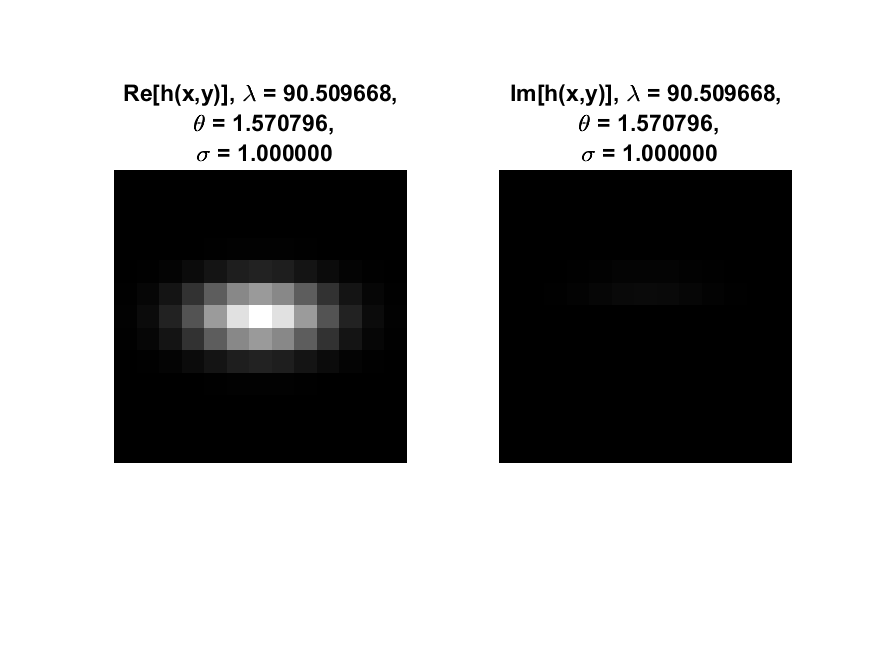 Re[h(x,y)], λ = 90.509668,
θ = 1.570796,
σ = 1.000000
Im[h(x,y)], λ = 90.509668,
θ = 1.570796,
σ = 1.000000